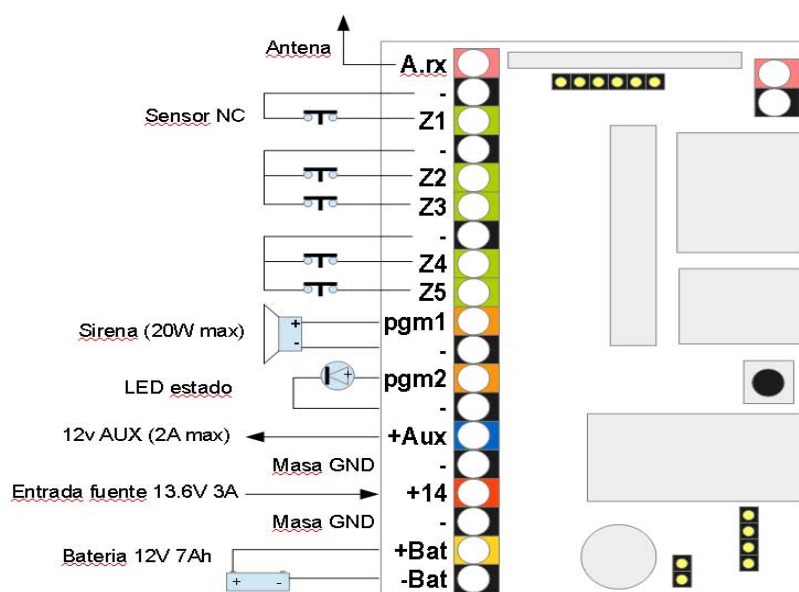 Antena
A.rx
-
Sensor NC
Z1
-
Z2
Z3
-
Z4
Z5
Sirena (20W max)
+
-
pgm1
-
LED estado
+
pgm2
-
12v AUX (2A max)
+Aux
Masa GND
-
Entrada fuente 13.6V 3A
+14
Masa GND
-
Bateria 12V 7Ah
+ -
+Bat
-Bat